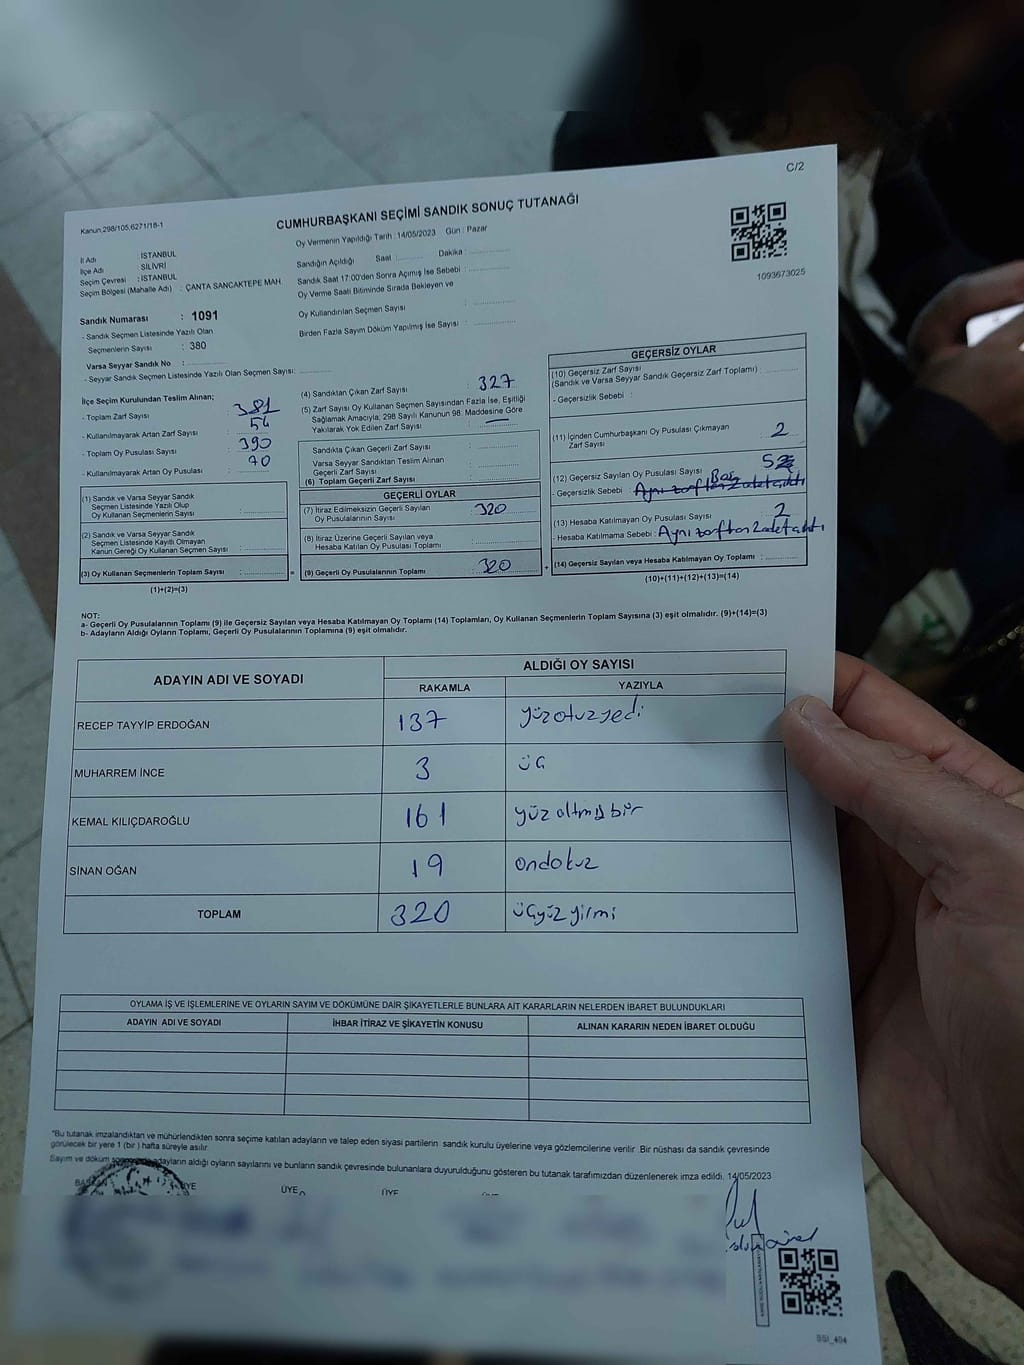 C/2
Kanun,298/105,6271/18-1
CUMHURBAŞKANI SEÇİMİ SANDIK SONUÇ TUTANAĞI
Oy Vermenin Yapıldığı Tarih : 14/05/2023 Gün : Pazar
İl Adı : İSTANBUL
İlçe Adı : SİLİVRİ
Seçim Çevresi : İSTANBUL
Seçim Bölgesi (Mahalle Adı) : ÇANTA SANCAKTEPE MAH.
Sandığın Açıldığı Saat : Dakika :
Sandık Saat 17:00'den Sonra Açımış İse Sebebi :
Oy Verme Saati Bitiminde Sırada Bekleyen ve
Oy Kullandırılan Seçmen Sayısı :
Birden Fazla Sayım Döküm Yapılmış İse Sayısı :
1093673025
Sandık Numarası : 1091
- Sandık Seçmen Listesinde Yazılı Olan
Seçmenlerin Sayısı : 380
Varsa Seyyar Sandık No :
- Seyyar Sandık Seçmen Listesinde Yazılı Olan Seçmen Sayısı:
İlçe Seçim Kurulundan Teslim Alınan;
- Toplam Zarf Sayısı : 381
- Kullanılmayarak Artan Zarf Sayısı : 54
- Toplam Oy Pusulası Sayısı : 390
- Kullanılmayarak Artan Oy Pusulası : 70
(1) Sandık ve Varsa Seyyar Sandık
Seçmen Listesinde Yazılı Olup
Oy Kullanan Seçmenlerin Sayısı :
(2) Sandık ve Varsa Seyyar Sandık
Seçmen Listesinde Kayıtlı Olmayan
Kanun Gereği Oy Kullanan Seçmen Sayısı :
(3) Oy Kullanan Seçmenlerin Toplam Sayısı :
(1)+(2)=(3)
(4) Sandıktan Çıkan Zarf Sayısı : 327
(5) Zarf Sayısı Oy Kullanan Seçmen Sayısından Fazla İse, Eşitliği
Sağlamak Amacıyla; 298 Sayılı Kanunun 98. Maddesine Göre
Yakılarak Yok Edilen Zarf Sayısı : —
Sandıkta Çıkan Geçerli Zarf Sayısı :
Varsa Seyyar Sandıktan Teslim Alınan
Geçerli Zarf Sayısı :
(6) Toplam Geçerli Zarf Sayısı :
GEÇERLİ OYLAR
(7) İtiraz Edilmeksizin Geçerli Sayılan
Oy Pusulalarının Sayısı : 320
(8) İtiraz Üzerine Geçerli Sayılan ve
Hesaba Katılan Oy Pusulası Toplamı :
= (9) Geçerli Oy Pusulalarının Toplamı : 320
GEÇERSİZ OYLAR
(10) Geçersiz Zarf Sayısı
(Sandık ve Varsa Seyyar Sandık Geçersiz Zarf Toplamı) :
- Geçersizlik Sebebi :
(11) İçinden Cumhurbaşkanı Oy Pusulası Çıkmayan
Zarf Sayısı : 2
(12) Geçersiz Sayılan Oy Pusulası Sayısı : 5
- Geçersizlik Sebebi :
(13) Hesaba Katılmayan Oy Pusulası Sayısı : 2
- Hesaba Katılmama Sebebi : Aynı zarftan 2 adet çıktı
+ (14) Geçersiz Sayılan veya Hesaba Katılmayan Oy Toplamı :
(10)+(11)+(12)+(13)=(14)
NOT:
a- Geçerli Oy Pusulalarının Toplamı (9) ile Geçersiz Sayılan veya Hesaba Katılmayan Oy Toplamı (14) Toplamları, Oy Kullanan Seçmenlerin Toplam Sayısına (3) eşit olmalıdır. (9)+(14)=(3)
b- Adayların Aldığı Oyların Toplamı, Geçerli Oy Pusulalarının Toplamına (9) eşit olmalıdır.
ADAYIN ADI VE SOYADI ALDIĞI OY SAYISI
RAKAMLA YAZIYLA
RECEP TAYYİP ERDOĞAN 137 yüzotuzyedi
MUHARREM İNCE 3 üç
KEMAL KILIÇDAROĞLU 161 yüzaltmışbir
SİNAN OĞAN 19 ondokuz
TOPLAM 320 üçyüzyirmi
OYLAMA İŞ VE İŞLEMLERİNE VE OYLARIN SAYIM VE DÖKÜMÜNE DAİR ŞİKAYETLERLE BUNLARA AİT KARARLARIN NELERDEN İBARET BULUNDUKLARI
ADAYIN ADI VE SOYADI İHBAR İTİRAZ VE ŞİKAYETİN KONUSU ALINAN KARARIN NEDEN İBARET OLDUĞU
"Bu tutanak imzalandıktan ve mühürlendikten sonra seçime katılan adayların ve talep eden siyasi partilerin sandık kurulu üyelerine veya gözlemcilerine verilir. Bir nüshası da sandık çevresinde
görülecek bir yere 1 (bir) hafta süreyle asılır.
Sayım ve döküm adayların aldığı oyların sayılarını ve bunların sandık çevresinde bulunanlara duyurulduğunu gösteren bu tutanak tarafımızdan düzenlenerek imza edildi. 14/05/2023
ÜYE ÜYE ÜYE
SSI_494